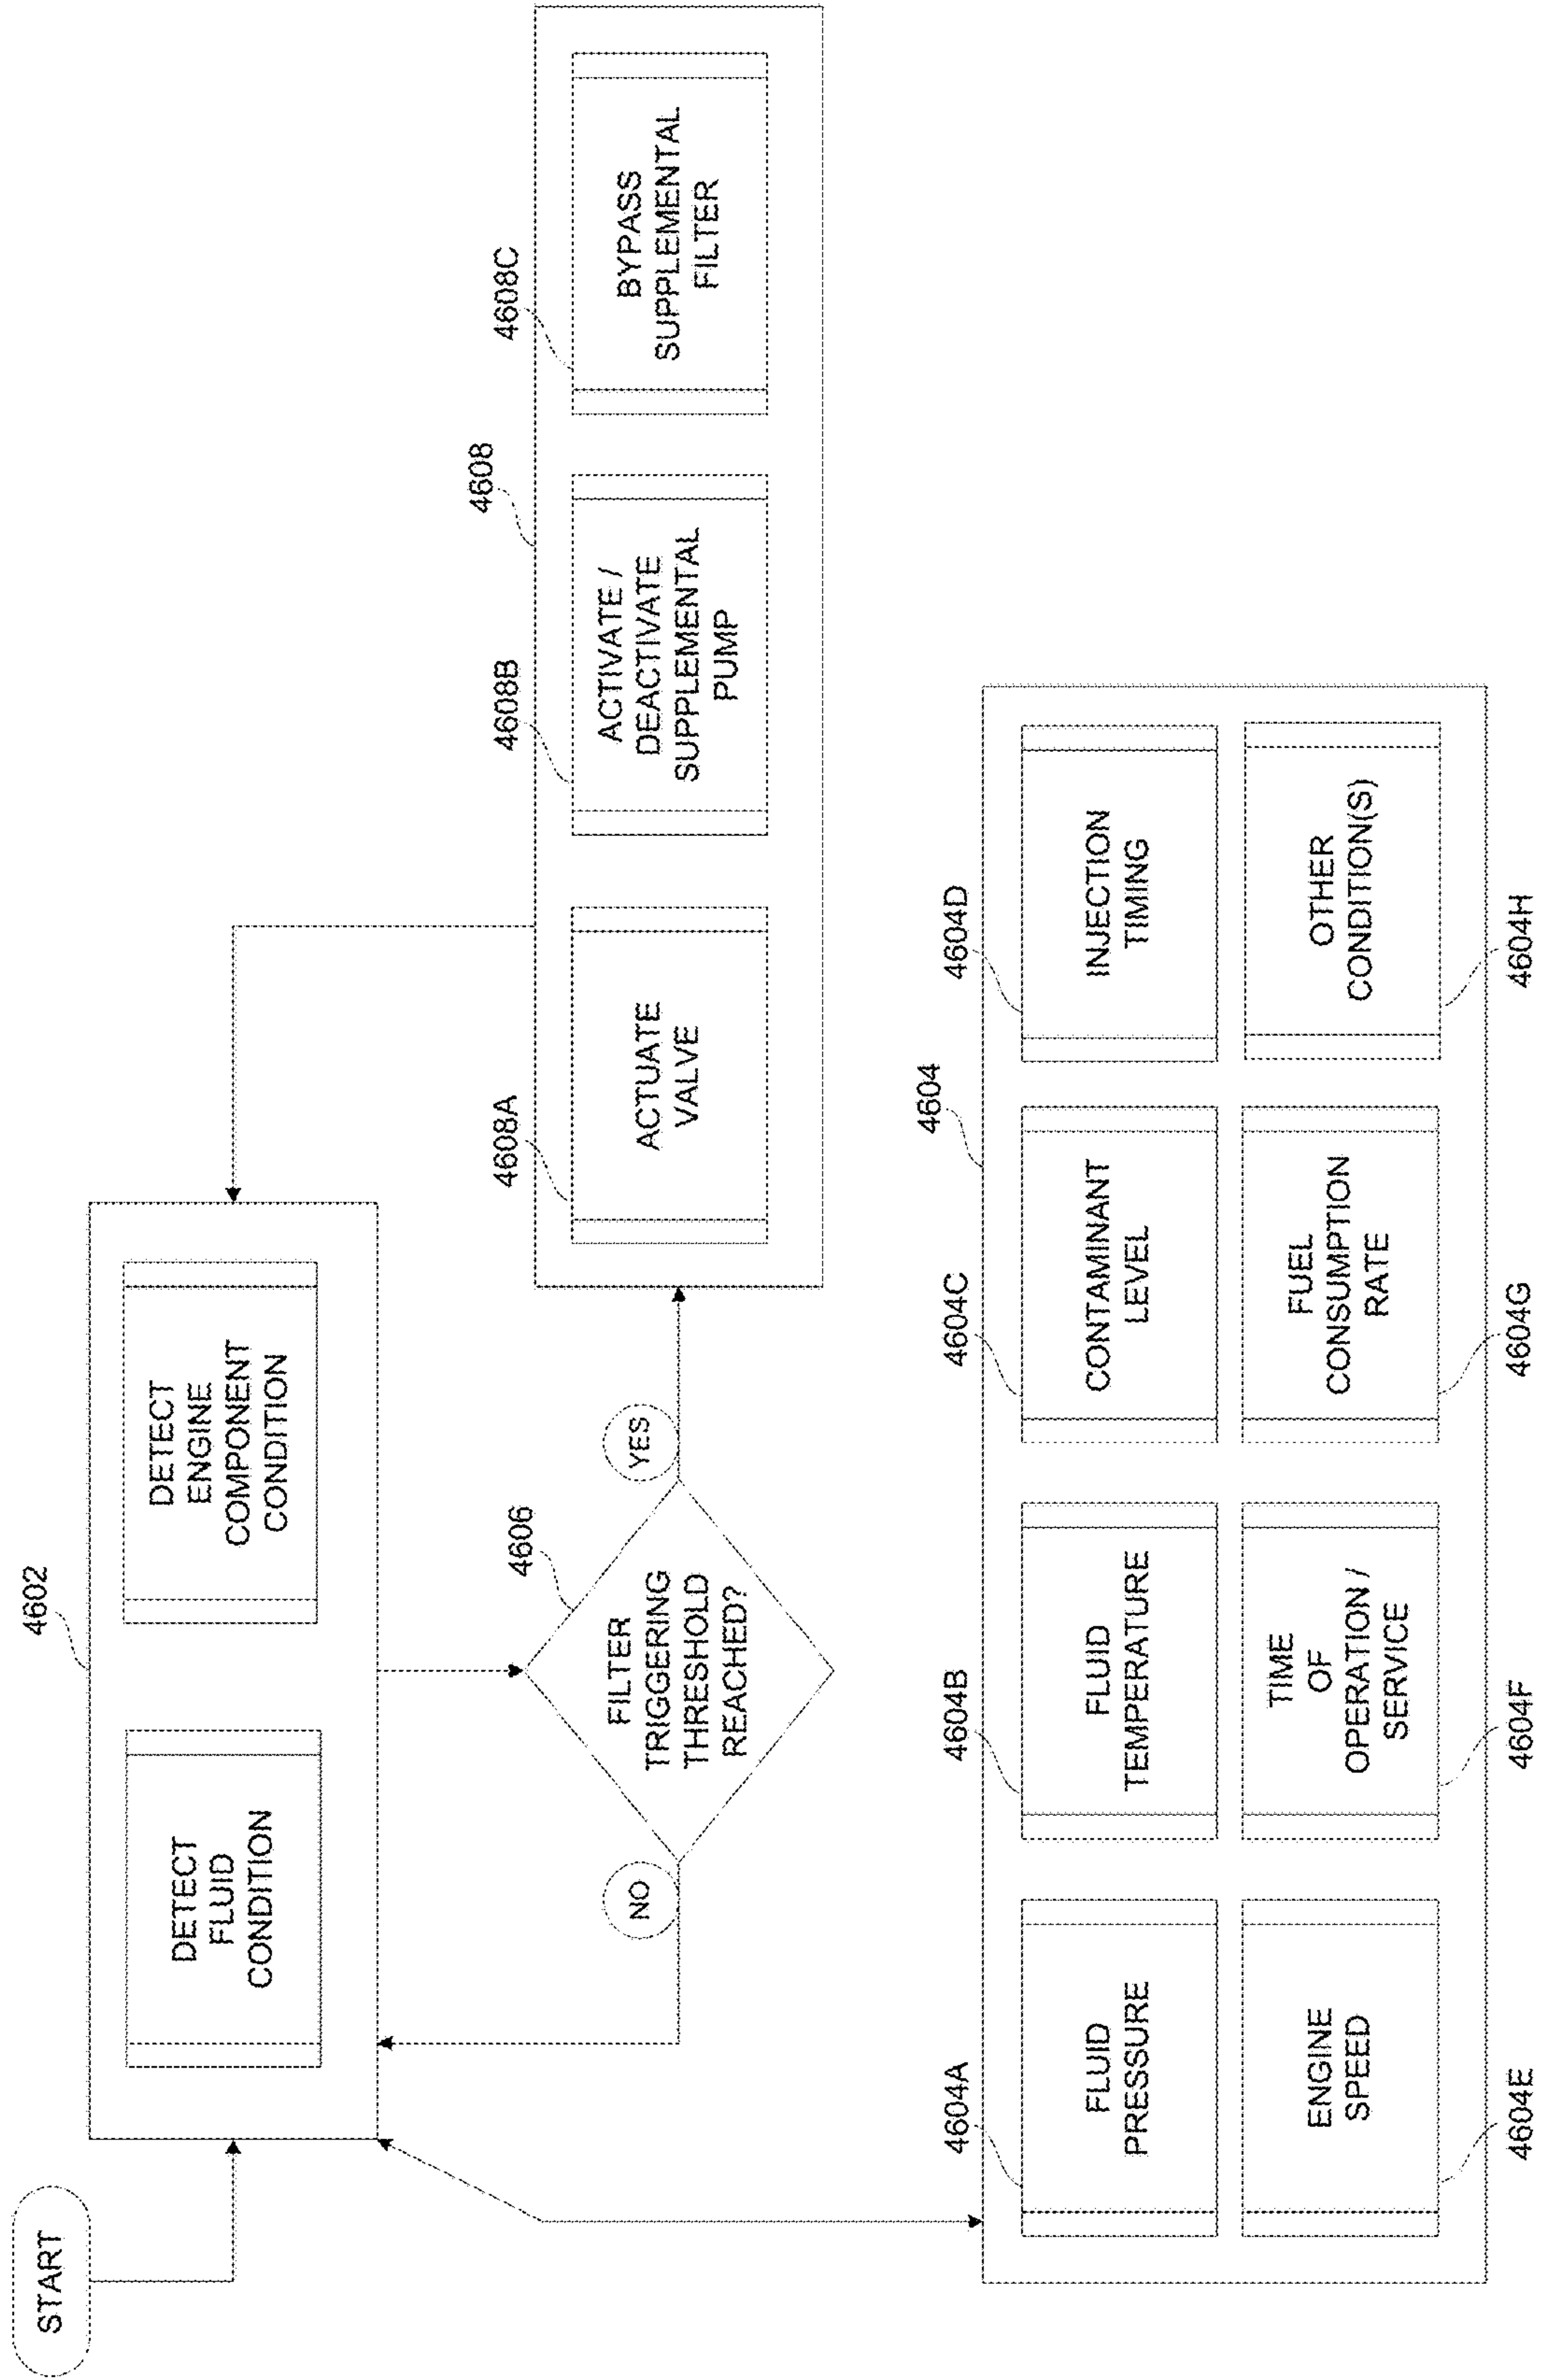 START
4602
DETECT
FLUID
CONDITION
DETECT
ENGINE
COMPONENT
CONDITION
4606
FILTER
TRIGGERING
THRESHOLD
REACHED?
NO
YES
4608
4608A
ACTUATE
VALVE
4608B
ACTIVATE /
DEACTIVATE
SUPPLEMENTAL
PUMP
4608C
BYPASS
SUPPLEMENTAL
FILTER
4604
4604A
FLUID
PRESSURE
4604B
FLUID
TEMPERATURE
4604C
CONTAMINANT
LEVEL
4604D
INJECTION
TIMING
ENGINE
SPEED
4604E
TIME
OF
OPERATION /
SERVICE
4604F
FUEL
CONSUMPTION
RATE
4604G
OTHER
CONDITION(S)
4604H